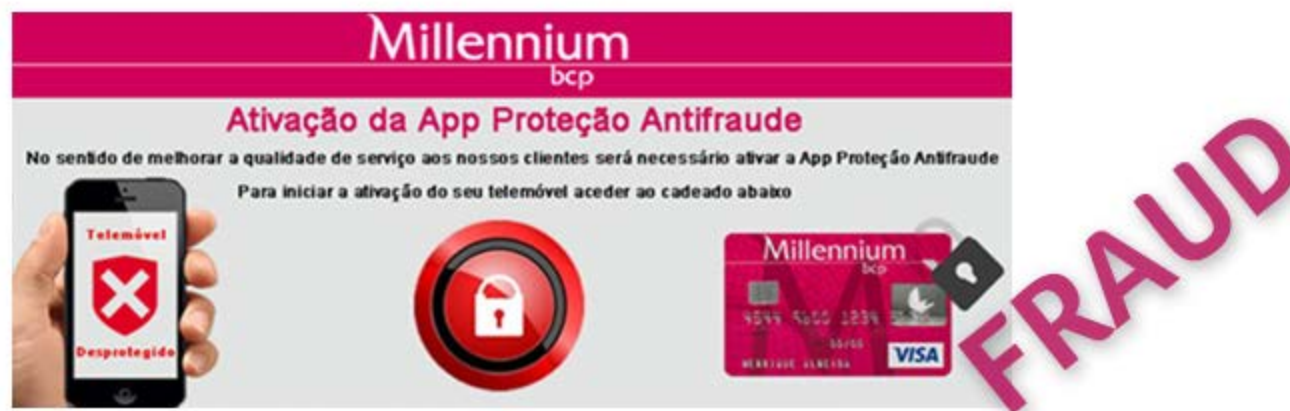 Millennium
bcp
Ativação da App Proteção Antifraude
No sentido de melhorar a qualidade de serviço aos nossos clientes será necessário ativar a App Proteção Antifraude
Para iniciar a ativação do seu telemóvel aceder ao cadeado abaixo
Telemóvel
Desprotegido
Millennium
bcp
1234
VISA
FRAUD